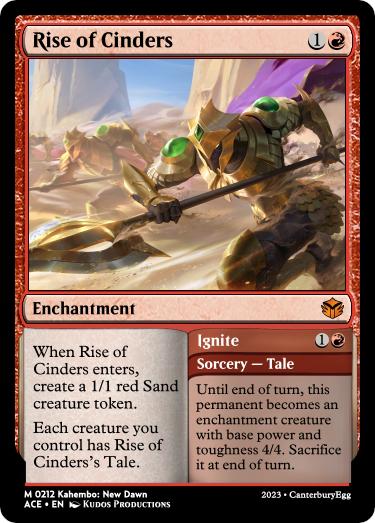 Rise of Cinders 1
Enchantment
When Rise of
Cinders enters,
create a 1/1 red Sand
creature token.
Each creature you
control has Rise of
Cinders's Tale.
Ignite 1
Sorcery — Tale
Until end of turn, this
permanent becomes an
enchantment creature
with base power and
toughness 4/4. Sacrifice
it at end of turn.
M 0212 Kahembo: New Dawn
ACE • EN Kudos Productions
2023 • CanterburyEgg